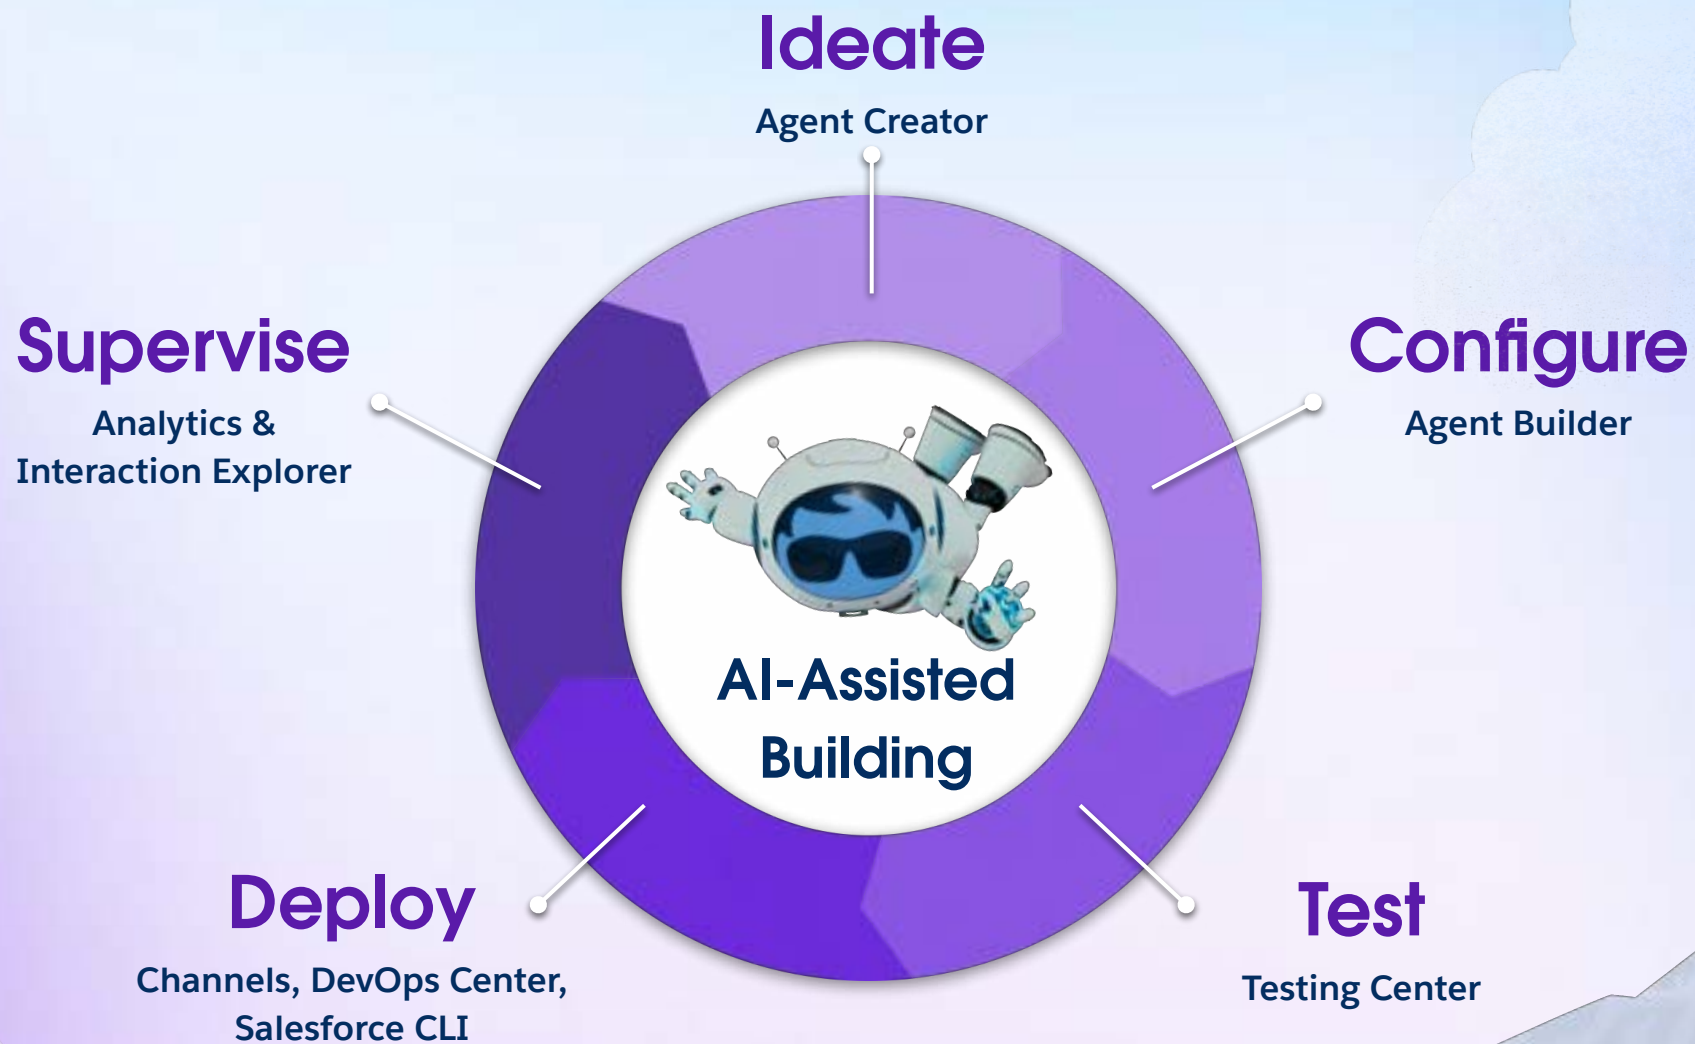 Ideate
Agent Creator
Configure
Agent Builder
Test
Testing Center
Deploy
Channels, DevOps Center,
Salesforce CLI
Supervise
Analytics &
Interaction Explorer
AI-Assisted
Building